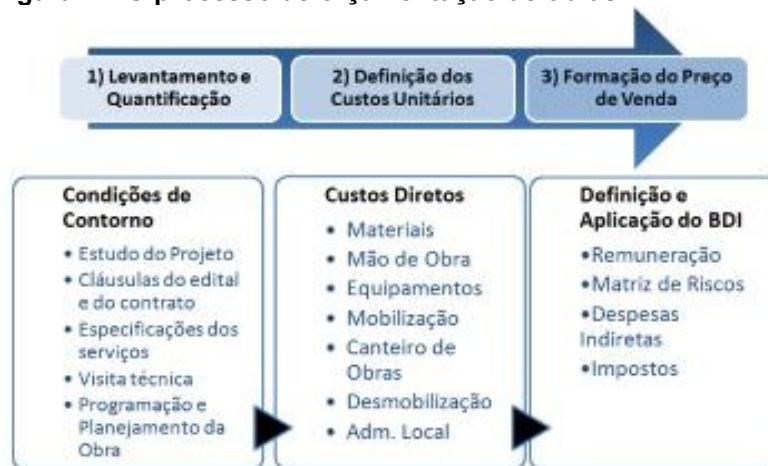 1) Levantamento e
Quantificação
2) Definição dos
Custos Unitários
3) Formação do Preço
de Venda
Condições de
Contorno
• Estudo do Projeto
• Cláusulas do edital
e do contrato
• Especificações dos
serviços
• Visita técnica
• Programação e
Planejamento da
Obra
Custos Diretos
• Materiais
• Mão de Obra
• Equipamentos
• Mobilização
• Canteiro de
Obras
• Desmobilização
• Adm. Local
Definição e
Aplicação do BDI
•Remuneração
•Matriz de Riscos
•Despesas
Indiretas
•Impostos